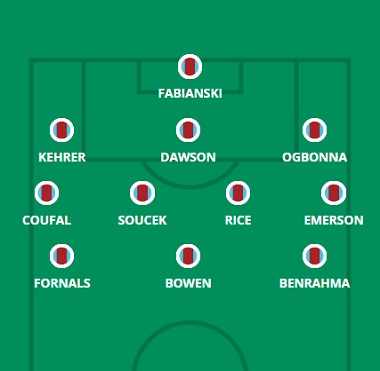 FABIANSKI
KEHRER DAWSON OGBONNA
COUFAL SOUCEK RICE EMERSON
FORNALS BOWEN BENRAHMA